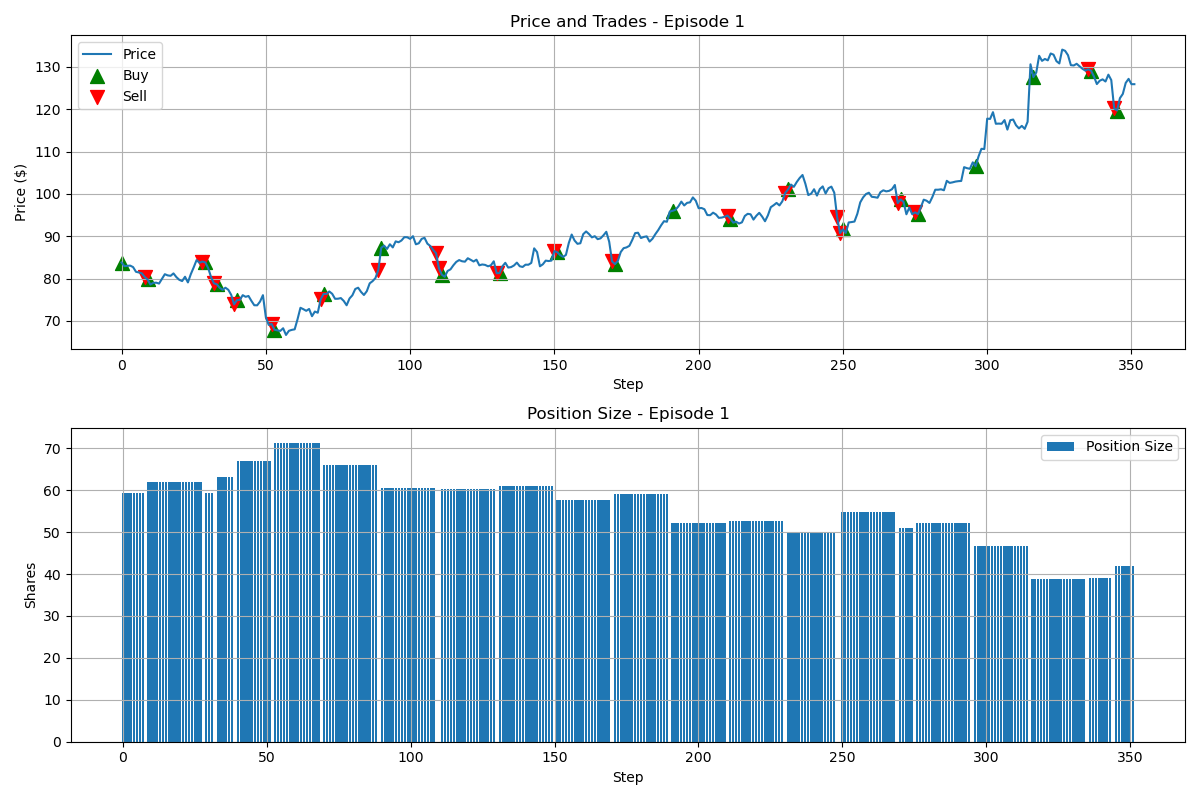 Price and Trades - Episode 1
Price
Buy
Sell
Price ($)
130
120
110
100
90
80
70
0 50 100 150 200 250 300 350
Step
Position Size - Episode 1
Position Size
Shares
70
60
50
40
30
20
10
0
0 50 100 150 200 250 300 350
Step